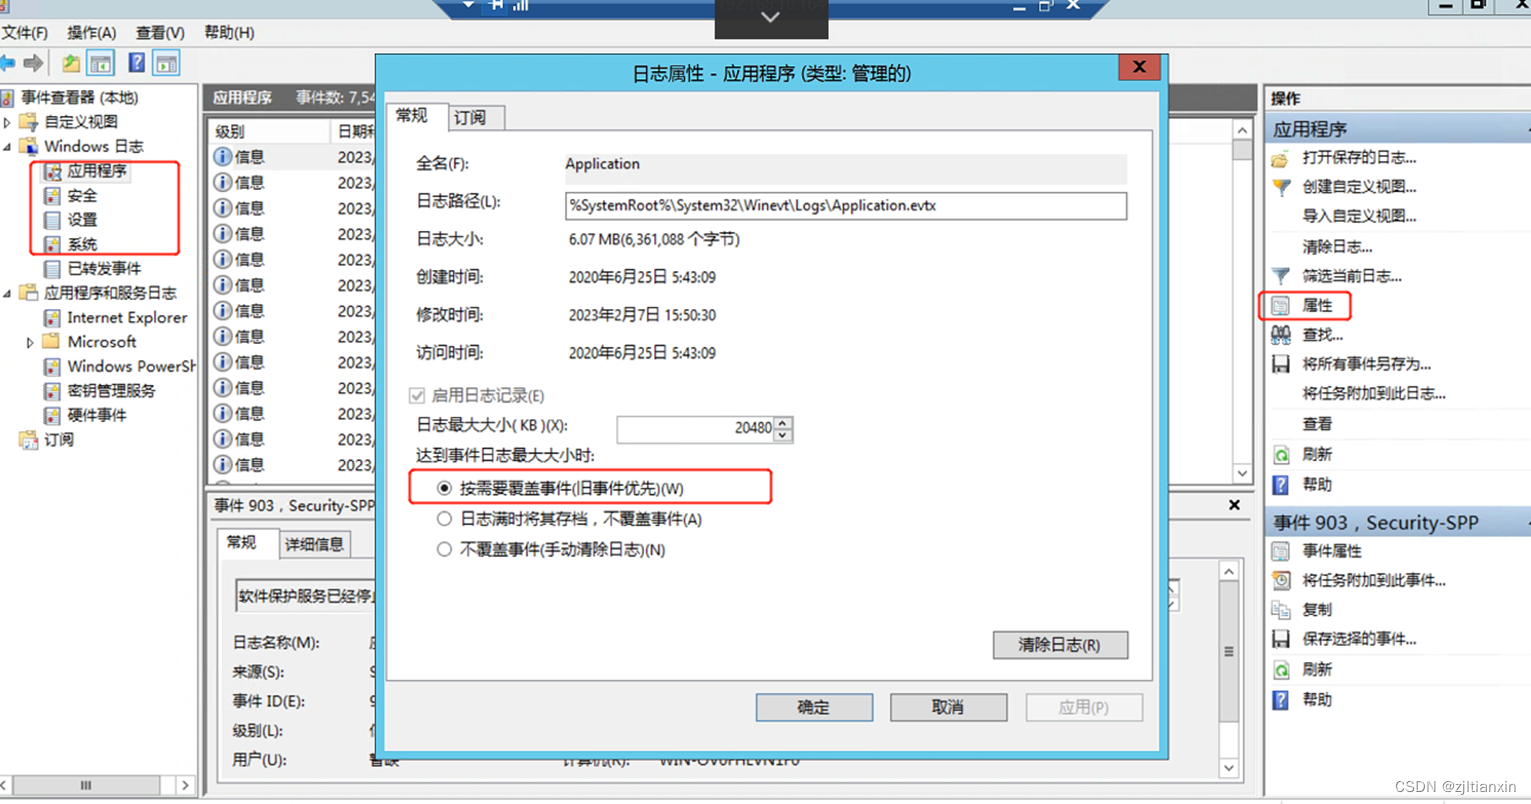 文件(F) 操作(A) 查看(V) 帮助(H)
事件查看器 (本地)
自定义视图
Windows 日志
应用程序
安全
设置
系统
已转发事件
应用程序和服务日志
Internet Explorer
Microsoft
Windows PowerSh
密钥管理服务
硬件事件
订阅
应用程序 事件数: 7,54
级别 日期和
信息 2023/
信息 2023/
信息 2023/
信息 2023/
信息 2023/
信息 2023/
信息 2023/
信息 2023/
信息 2023/
信息 2023/
信息 2023/
信息 2023/
信息 2023/
事件 903，Security-SPP
常规 详细信息
软件保护服务已经停止
日志名称(M):
来源(S): S
事件 ID(E): 9
级别(L):
用户(U): 暂缺 计算机(R): WIN-OV6FHLVN1F0
日志属性 - 应用程序 (类型: 管理的)
常规 订阅
全名(F): Application
日志路径(L): %SystemRoot%\System32\Winevt\Logs\Application.evtx
日志大小: 6.07 MB(6,361,088 个字节)
创建时间: 2020年6月25日 5:43:09
修改时间: 2023年2月7日 15:50:30
访问时间: 2020年6月25日 5:43:09
启用日志记录(E)
日志最大大小( KB )(X): 20480
达到事件日志最大大小时:
按需要覆盖事件(旧事件优先)(W)
日志满时将其存档，不覆盖事件(A)
不覆盖事件(手动清除日志)(N)
清除日志(R)
确定 取消 应用(P)
操作
应用程序
打开保存的日志...
创建自定义视图...
导入自定义视图...
清除日志...
筛选当前日志...
属性
查找...
将所有事件另存为...
将任务附加到此日志...
查看
刷新
帮助
事件 903，Security-SPP
事件属性
将任务附加到此事件...
复制
保存选择的事件...
刷新
帮助
CSDN @zjltianxin